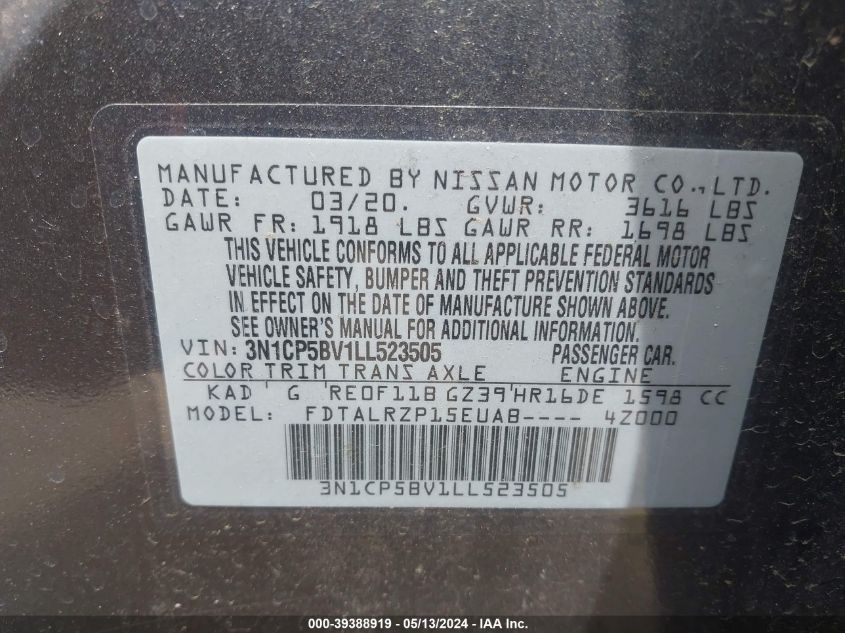 MANUFACTURED BY NISSAN MOTOR CO., LTD.
DATE: 03/20. GVWR: 3616 LBS
GAWR FR: 1918 LBS GAWR RR: 1698 LBS
THIS VEHICLE CONFORMS TO ALL APPLICABLE FEDERAL MOTOR
VEHICLE SAFETY, BUMPER AND THEFT PREVENTION STANDARDS
IN EFFECT ON THE DATE OF MANUFACTURE SHOWN ABOVE.
SEE OWNER'S MANUAL FOR ADDITIONAL INFORMATION.
VIN: 3N1CP5BV1LL523505 PASSENGER CAR.
COLOR TRIM TRANS AXLE ENGINE
KAD G RE0F11B GZ39 HR16DE 1598 CC
MODEL: FDTALRZP15EUAB---- 4Z000
3N1CP5BV1LL523505
000-39388919 - 05/13/2024 - IAA Inc.